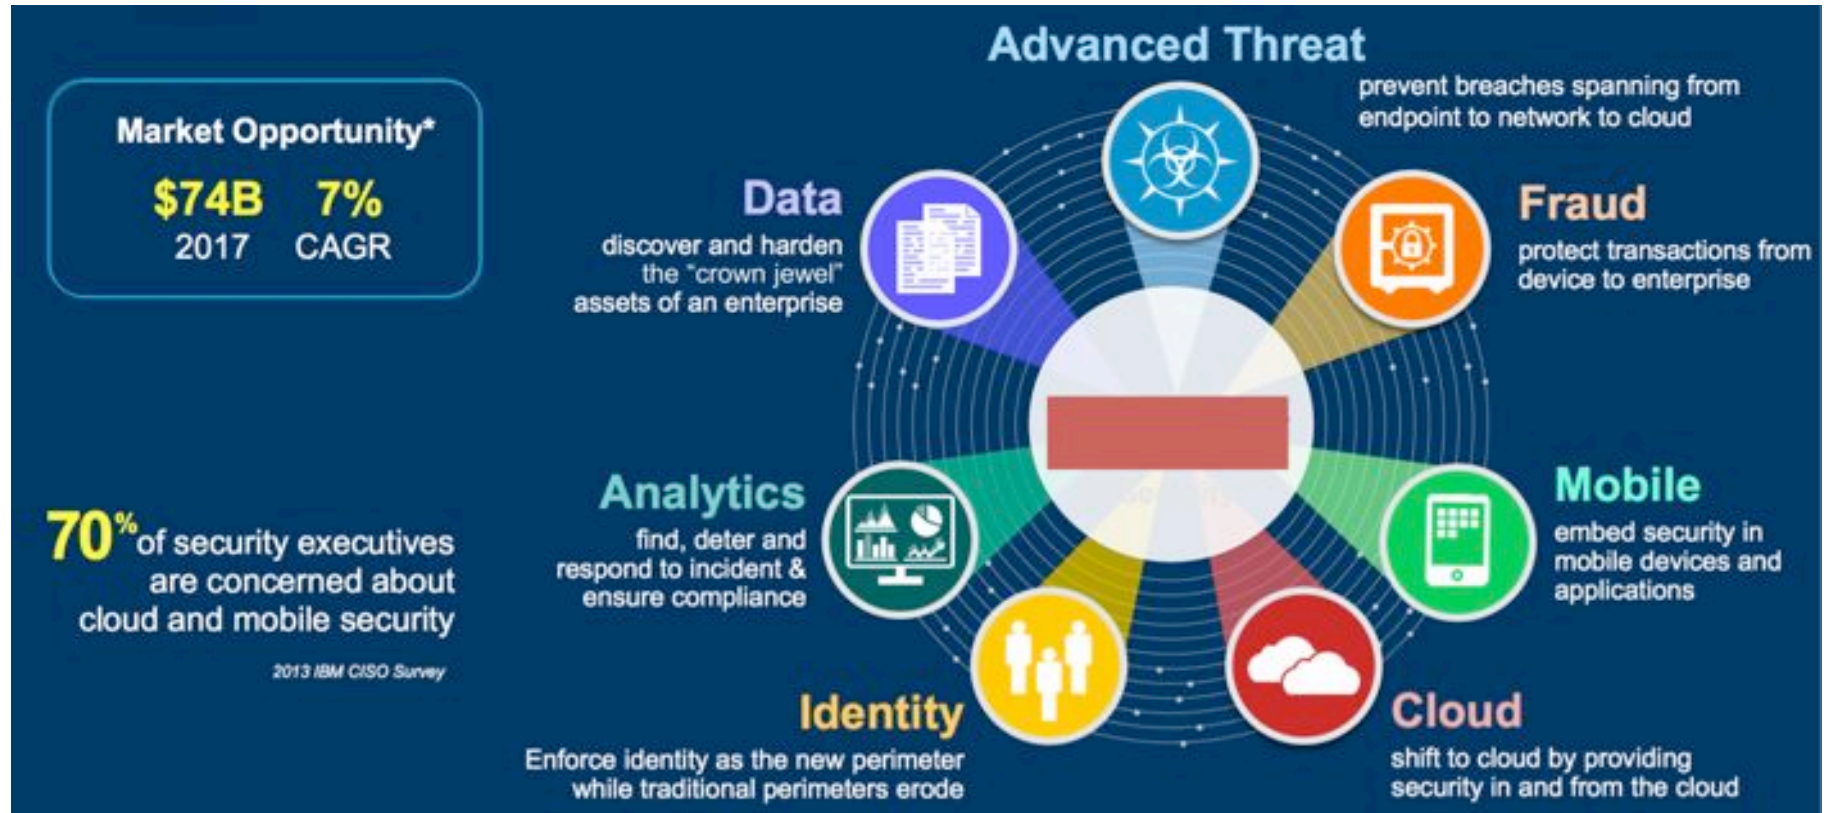 Market Opportunity*
$74B 7%
2017 CAGR
70% of security executives
are concerned about
cloud and mobile security
2013 IBM CISO Survey
Advanced Threat
prevent breaches spanning from
endpoint to network to cloud
Fraud
protect transactions from
device to enterprise
Mobile
embed security in
mobile devices and
applications
Cloud
shift to cloud by providing
security in and from the cloud
Identity
Enforce identity as the new perimeter
while traditional perimeters erode
Analytics
find, deter and
respond to incident &
ensure compliance
Data
discover and harden
the “crown jewel”
assets of an enterprise